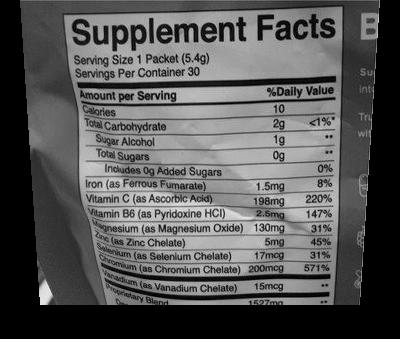 Supplement Facts
Serving Size 1 Packet (5.4g)
Servings Per Container 30
Amount per Serving %Daily Value
Calories 10
Total Carbohydrate 2g <1%*
Sugar Alcohol 1g **
Total Sugars 0g **
Includes 0g Added Sugars 0%
Iron (as Ferrous Fumarate) 1.5mg 8%
Vitamin C (as Ascorbic Acid) 198mg 220%
Vitamin B6 (as Pyridoxine HCl) 2.5mg 147%
Magnesium (as Magnesium Oxide) 130mg 31%
Zinc (as Zinc Chelate) 5mg 45%
Selenium (as Selenium Chelate) 17mcg 31%
Chromium (as Chromium Chelate) 200mcg 571%
Vanadium (as Vanadium Chelate) 15mcg **
Proprietary Blend 1527mg **